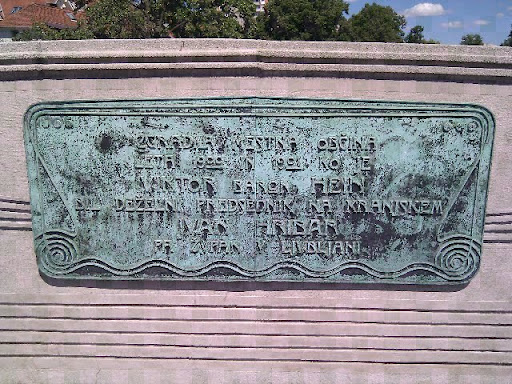 ZGRADILA MESTNA OBČINA
LETA 1900 IN 1901 KO JE
VIKTOR BARON HEIN
BIL DEŽELNI PREDSEDNIK NA KRANJSKEM
IVAN HRIBAR
PA ŽUPAN V LJUBLJANI